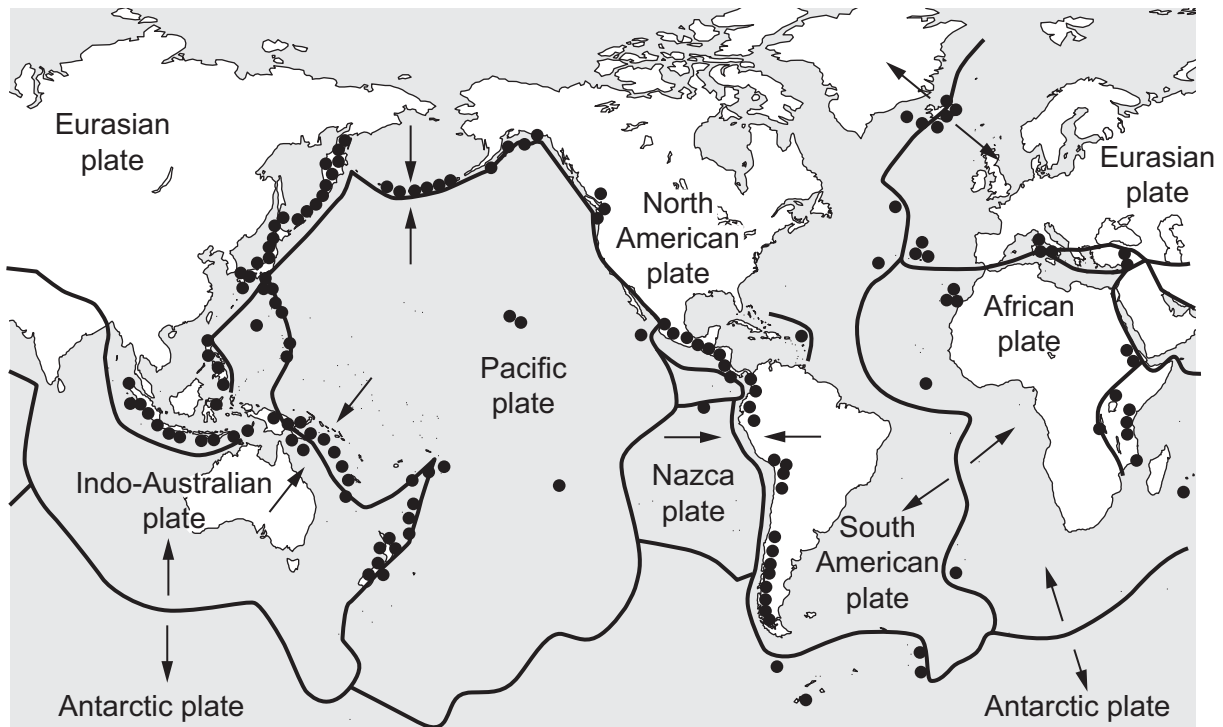 Eurasian
plate
Eurasian
plate
North
American
plate
African
plate
Pacific
plate
Indo-Australian
plate
Nazca
plate
South
American
plate
Antarctic plate
Antarctic plate